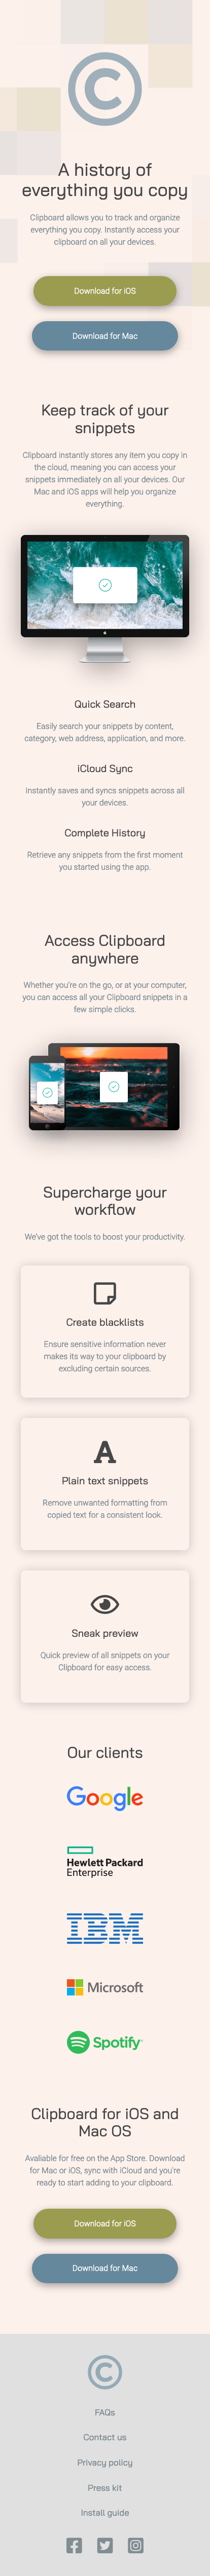 ©
A history of
everything you copy
Clipboard allows you to track and organize
everything you copy. Instantly access your
clipboard on all your devices.
Download for iOS
Download for Mac
Keep track of your
snippets
Clipboard instantly stores any item you copy in
the cloud, meaning you can access your
snippets immediately on all your devices. Our
Mac and iOS apps will help you organize
everything.
Quick Search
Easily search your snippets by content,
category, web address, application, and more.
iCloud Sync
Instantly saves and syncs snippets across all
your devices.
Complete History
Retrieve any snippets from the first moment
you started using the app.
Access Clipboard
anywhere
Whether you're on the go, or at your computer,
you can access all your Clipboard snippets in a
few simple clicks.
Supercharge your
workflow
We've got the tools to boost your productivity.
Create blacklists
Ensure sensitive information never
makes its way to your clipboard by
excluding certain sources.
A
Plain text snippets
Remove unwanted formatting from
copied text for a consistent look.
Sneak preview
Quick preview of all snippets on your
Clipboard for easy access.
Our clients
Google
Hewlett Packard
Enterprise
IBM
Microsoft
Spotify
Clipboard for iOS and
Mac OS
Avaliable for free on the App Store. Download
for Mac or iOS, sync with iCloud and you're
ready to start adding to your clipboard.
Download for iOS
Download for Mac
©
FAQs
Contact us
Privacy policy
Press kit
Install guide